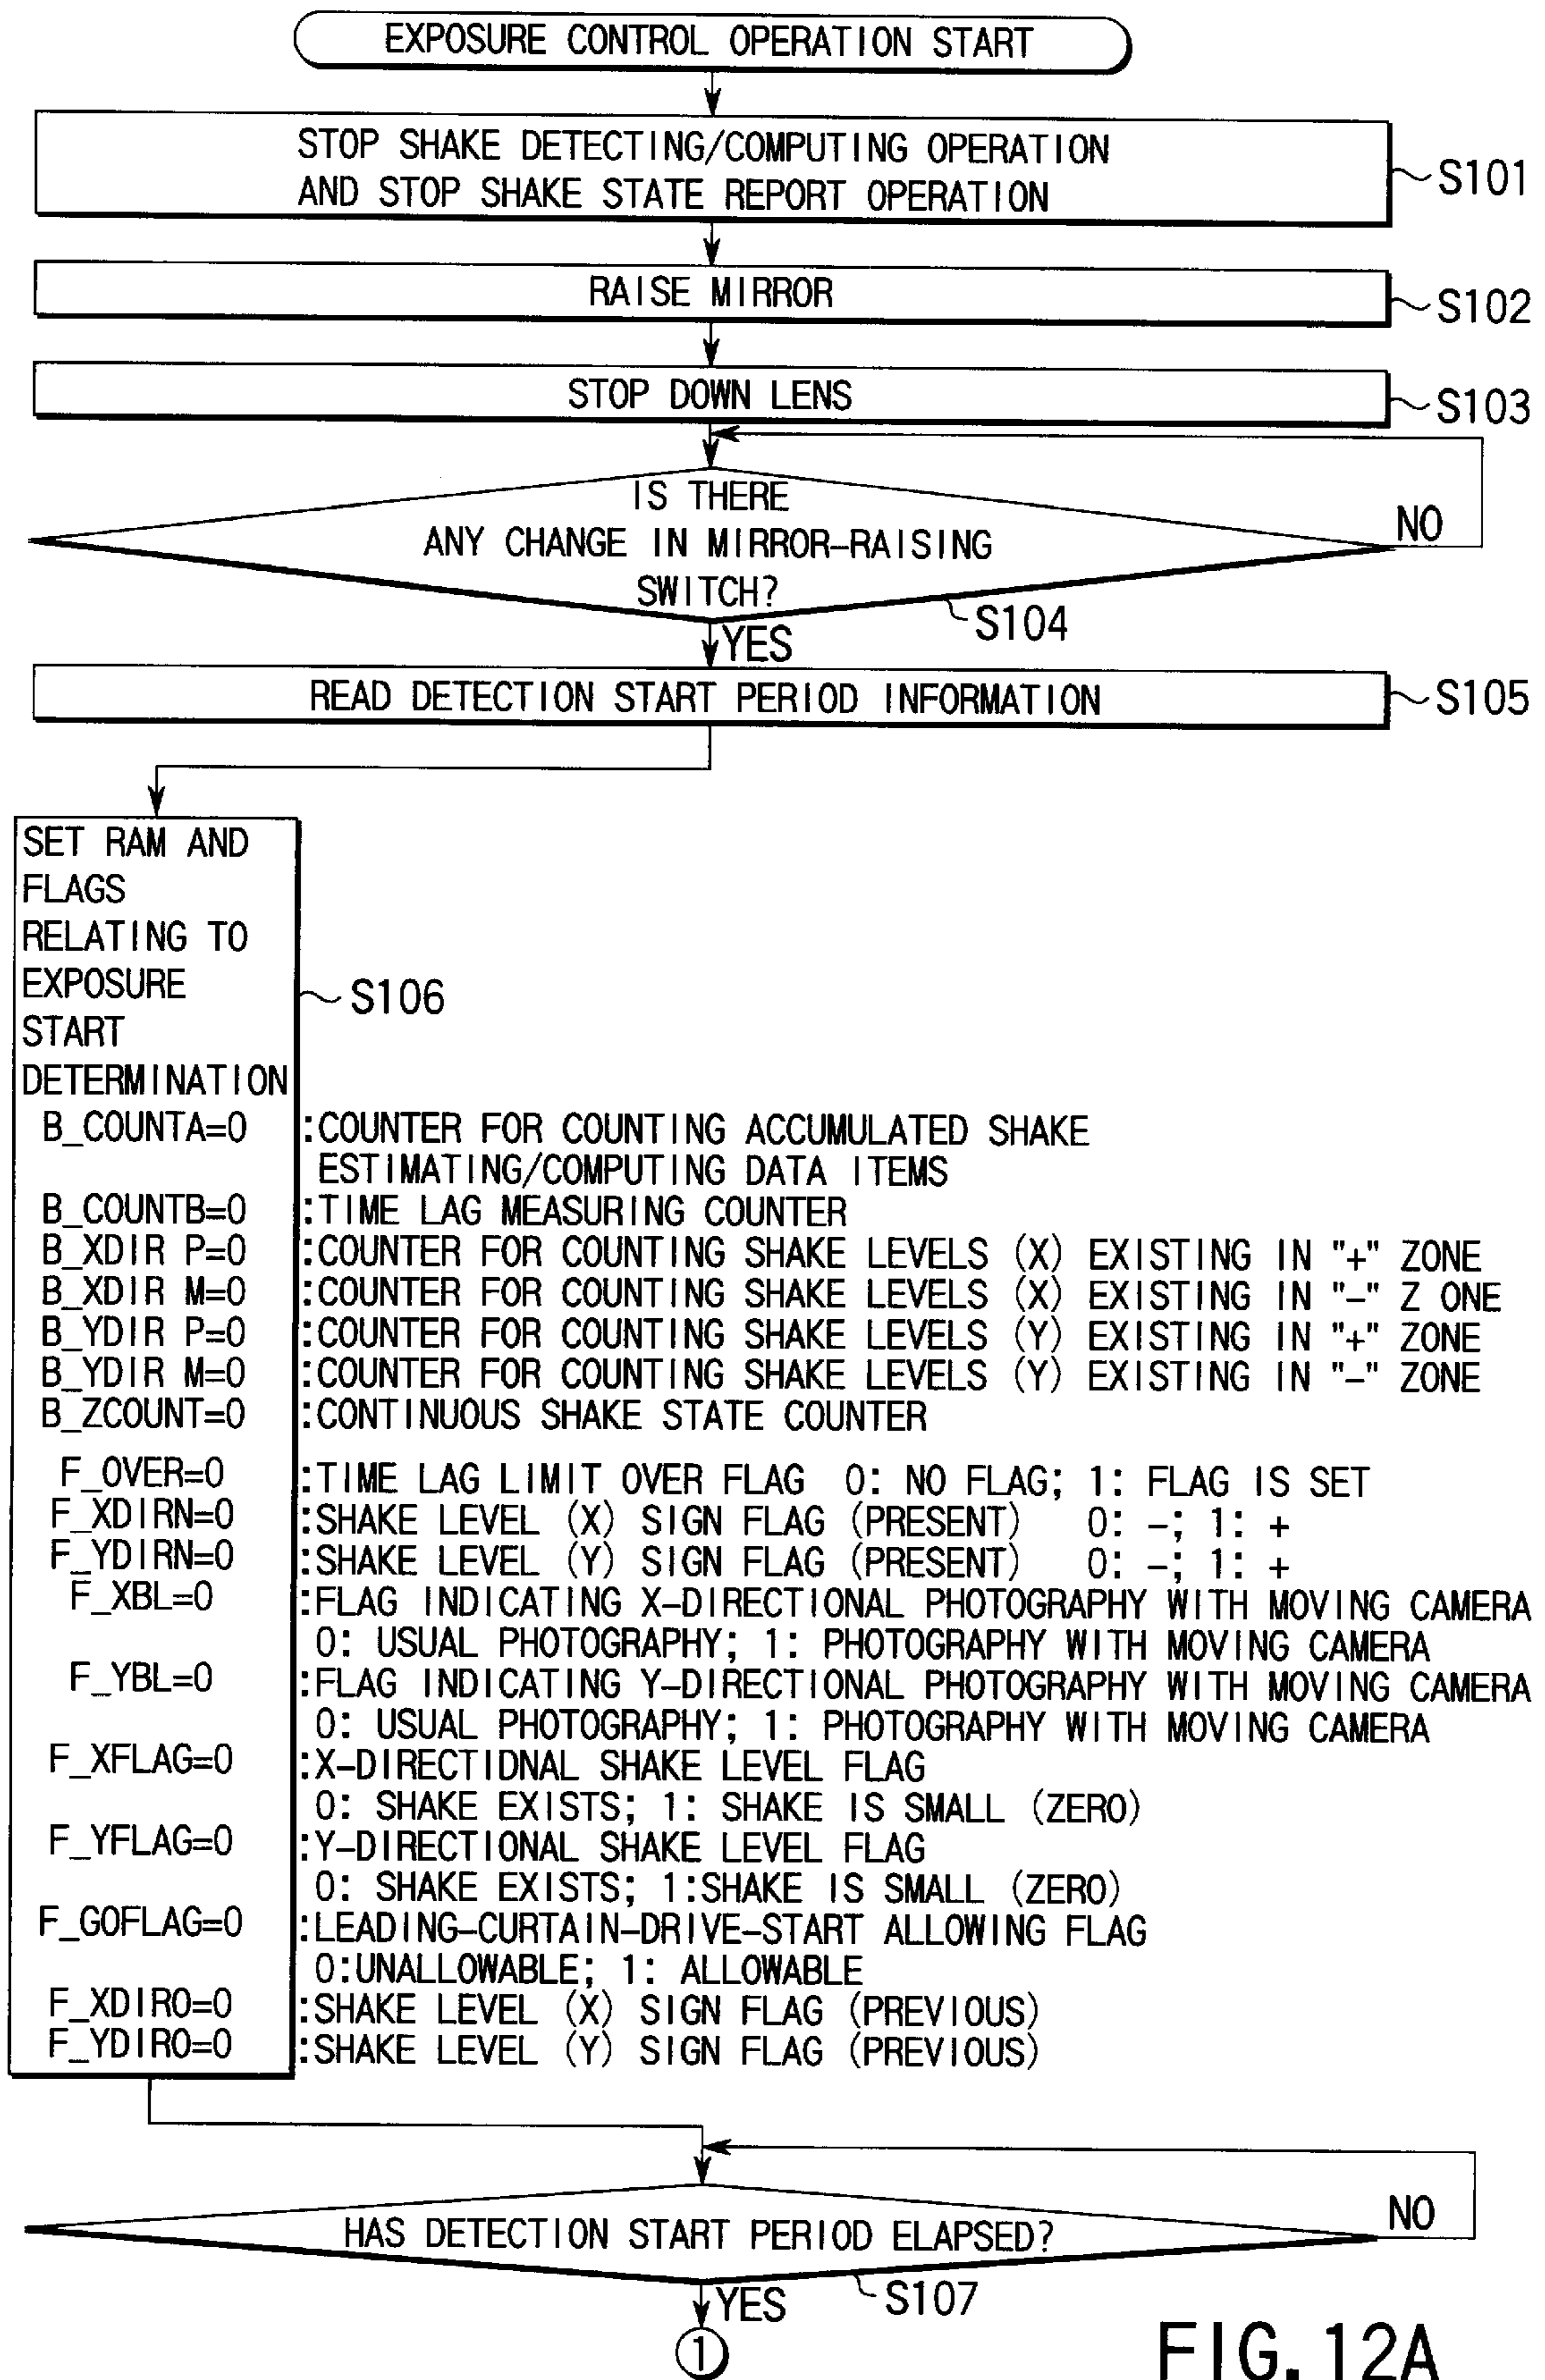 EXPOSURE CONTROL OPERATION START
STOP SHAKE DETECTING/COMPUTING OPERATION
AND STOP SHAKE STATE REPORT OPERATION
S101
RAISE MIRROR
S102
STOP DOWN LENS
S103
IS THERE
ANY CHANGE IN MIRROR-RAISING
SWITCH?
NO
S104
YES
READ DETECTION START PERIOD INFORMATION
S105
SET RAM AND
FLAGS
RELATING TO
EXPOSURE
START
DETERMINATION
S106
B_COUNTA=0 :COUNTER FOR COUNTING ACCUMULATED SHAKE
ESTIMATING/COMPUTING DATA ITEMS
B_COUNTB=0 :TIME LAG MEASURING COUNTER
B_XDIR P=0 :COUNTER FOR COUNTING SHAKE LEVELS (X) EXISTING IN "+" ZONE
B_XDIR M=0 :COUNTER FOR COUNTING SHAKE LEVELS (X) EXISTING IN "-" Z ONE
B_YDIR P=0 :COUNTER FOR COUNTING SHAKE LEVELS (Y) EXISTING IN "+" ZONE
B_YDIR M=0 :COUNTER FOR COUNTING SHAKE LEVELS (Y) EXISTING IN "-" ZONE
B_ZCOUNT=0 :CONTINUOUS SHAKE STATE COUNTER
F_OVER=0 :TIME LAG LIMIT OVER FLAG 0: NO FLAG; 1: FLAG IS SET
F_XDIRN=0 :SHAKE LEVEL (X) SIGN FLAG (PRESENT) 0: -; 1: +
F_YDIRN=0 :SHAKE LEVEL (Y) SIGN FLAG (PRESENT) 0: -; 1: +
F_XBL=0 :FLAG INDICATING X-DIRECTIONAL PHOTOGRAPHY WITH MOVING CAMERA
0: USUAL PHOTOGRAPHY; 1: PHOTOGRAPHY WITH MOVING CAMERA
F_YBL=0 :FLAG INDICATING Y-DIRECTIONAL PHOTOGRAPHY WITH MOVING CAMERA
0: USUAL PHOTOGRAPHY; 1: PHOTOGRAPHY WITH MOVING CAMERA
F_XFLAG=0 :X-DIRECTIDNAL SHAKE LEVEL FLAG
0: SHAKE EXISTS; 1: SHAKE IS SMALL (ZERO)
F_YFLAG=0 :Y-DIRECTIONAL SHAKE LEVEL FLAG
0: SHAKE EXISTS; 1:SHAKE IS SMALL (ZERO)
F_GOFLAG=0 :LEADING-CURTAIN-DRIVE-START ALLOWING FLAG
0:UNALLOWABLE; 1: ALLOWABLE
F_XDIRO=0 :SHAKE LEVEL (X) SIGN FLAG (PREVIOUS)
F_YDIRO=0 :SHAKE LEVEL (Y) SIGN FLAG (PREVIOUS)
HAS DETECTION START PERIOD ELAPSED?
NO
S107
YES
1
FIG. 12A